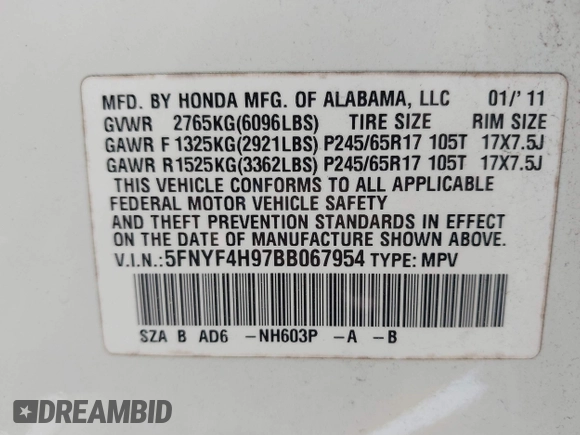 MFD. BY HONDA MFG. OF ALABAMA, LLC 01/'11
GVWR 2765KG(6096LBS) TIRE SIZE RIM SIZE
GAWR F 1325KG(2921LBS) P245/65R17 105T 17X7.5J
GAWR R 1525KG(3362LBS) P245/65R17 105T 17X7.5J
THIS VEHICLE CONFORMS TO ALL APPLICABLE
FEDERAL MOTOR VEHICLE SAFETY
AND THEFT PREVENTION STANDARDS IN EFFECT
ON THE DATE OF MANUFACTURE SHOWN ABOVE.
V.I.N.:5FNYF4H97BB067954 TYPE: MPV
SZA B AD6 -NH603P -A -B
DREAMBID